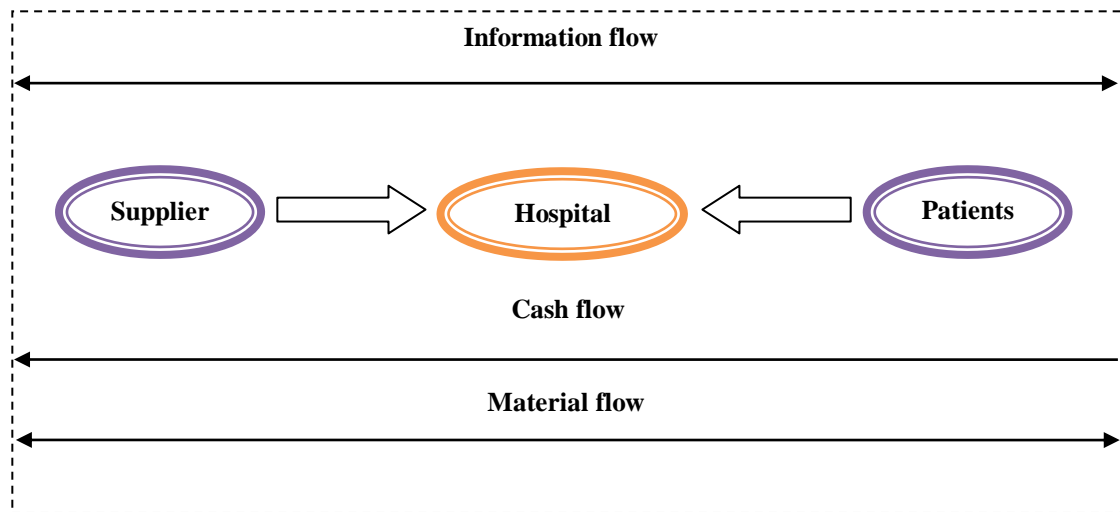 Information flow
Supplier
Hospital
Patients
Cash flow
Material flow